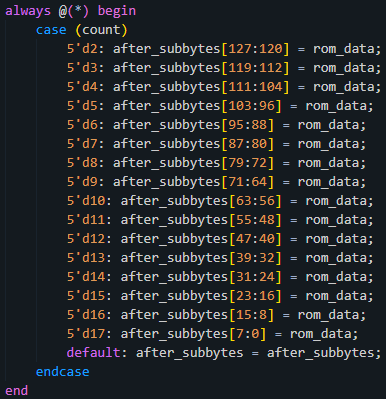 always @(*) begin
case (count)
5'd2: after_subbytes[127:120] = rom_data;
5'd3: after_subbytes[119:112] = rom_data;
5'd4: after_subbytes[111:104] = rom_data;
5'd5: after_subbytes[103:96] = rom_data;
5'd6: after_subbytes[95:88] = rom_data;
5'd7: after_subbytes[87:80] = rom_data;
5'd8: after_subbytes[79:72] = rom_data;
5'd9: after_subbytes[71:64] = rom_data;
5'd10: after_subbytes[63:56] = rom_data;
5'd11: after_subbytes[55:48] = rom_data;
5'd12: after_subbytes[47:40] = rom_data;
5'd13: after_subbytes[39:32] = rom_data;
5'd14: after_subbytes[31:24] = rom_data;
5'd15: after_subbytes[23:16] = rom_data;
5'd16: after_subbytes[15:8] = rom_data;
5'd17: after_subbytes[7:0] = rom_data;
default: after_subbytes = after_subbytes;
endcase
end